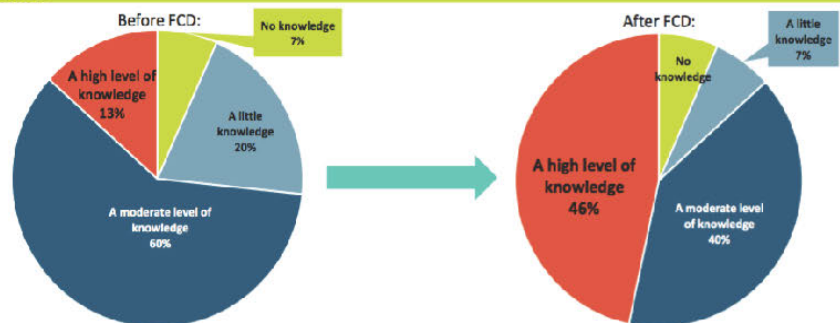 Before FCD:
No knowledge
7%
A high level of
knowledge
13%
A little
knowledge
20%
A moderate level of
knowledge
60%
After FCD:
A little
knowledge
7%
No
knowledge
A high level of
knowledge
46%
A moderate level
of knowledge
40%